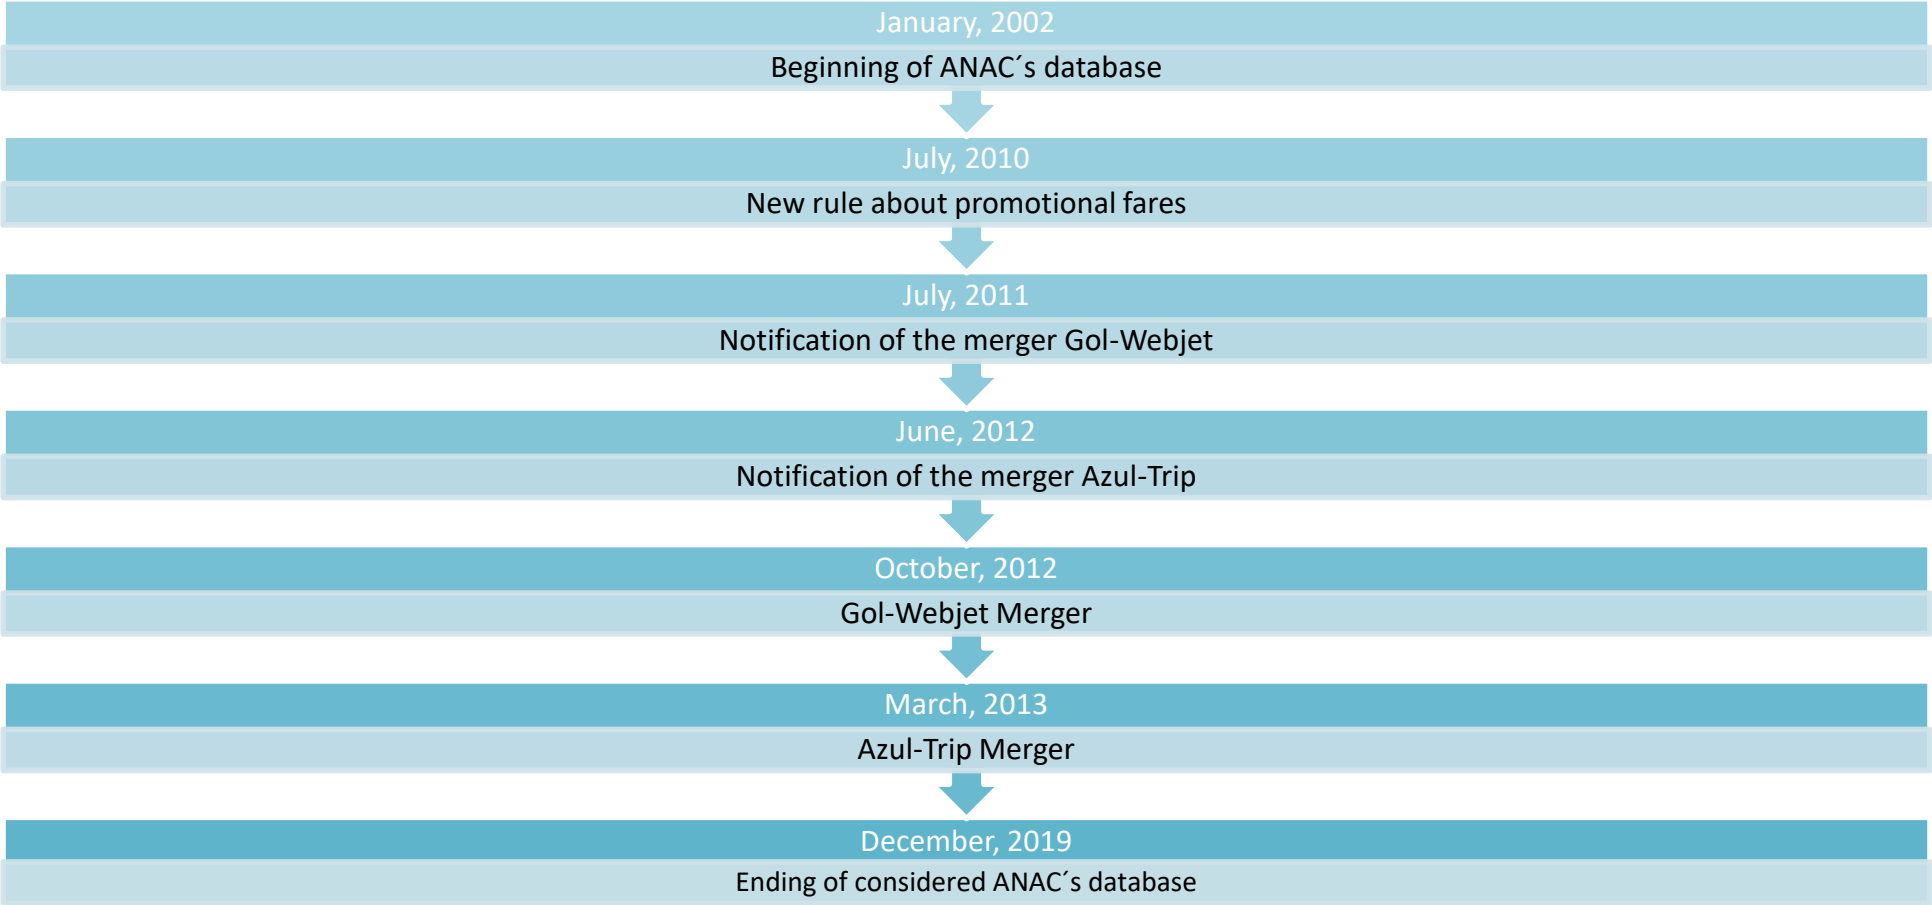 January, 2002
Beginning of ANAC´s database
July, 2010
New rule about promotional fares
July, 2011
Notification of the merger Gol-Webjet
June, 2012
Notification of the merger Azul-Trip
October, 2012
Gol-Webjet Merger
March, 2013
Azul-Trip Merger
December, 2019
Ending of considered ANAC´s database